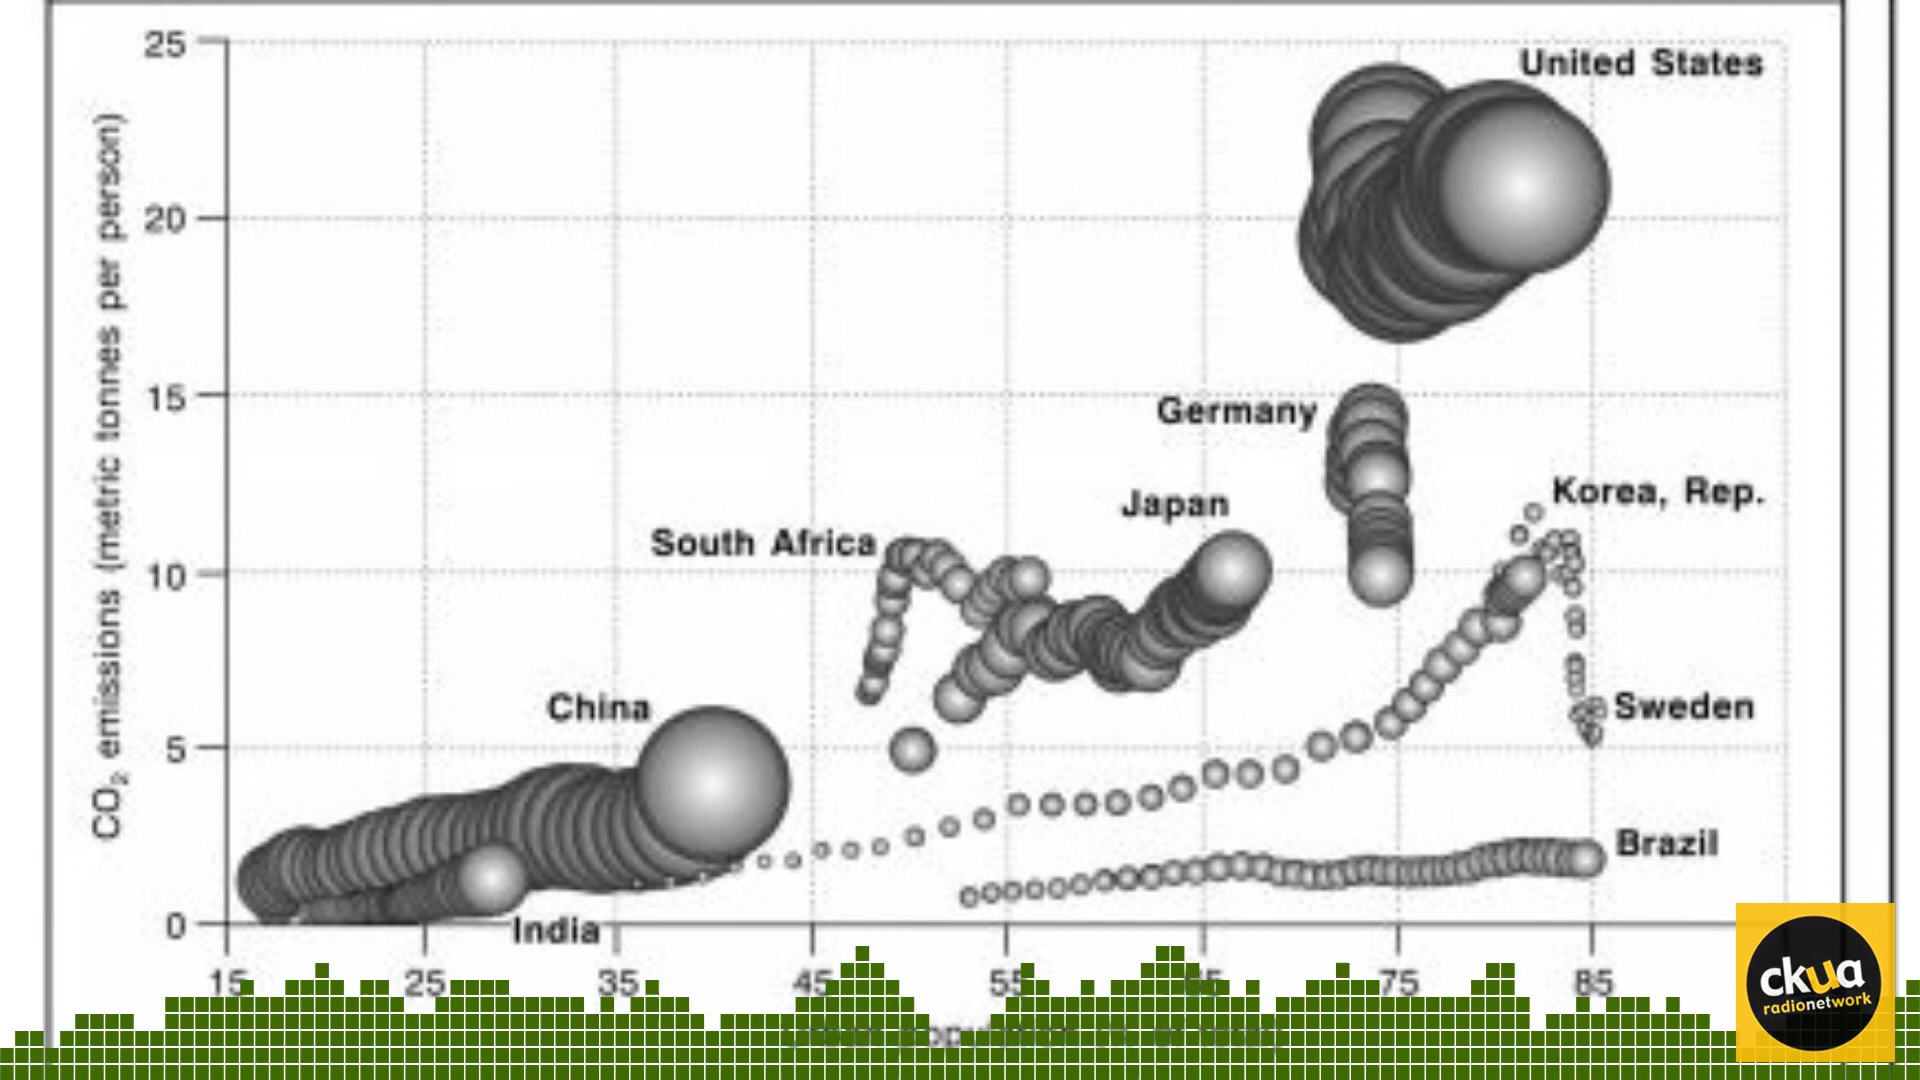 25
United States
20
CO₂ emissions (metric tonnes per person)
15
Germany
Korea, Rep.
Japan
South Africa
10
China
Sweden
5
Brazil
0
India
15 25 35 45 55 75 85
ckua
radionetwork